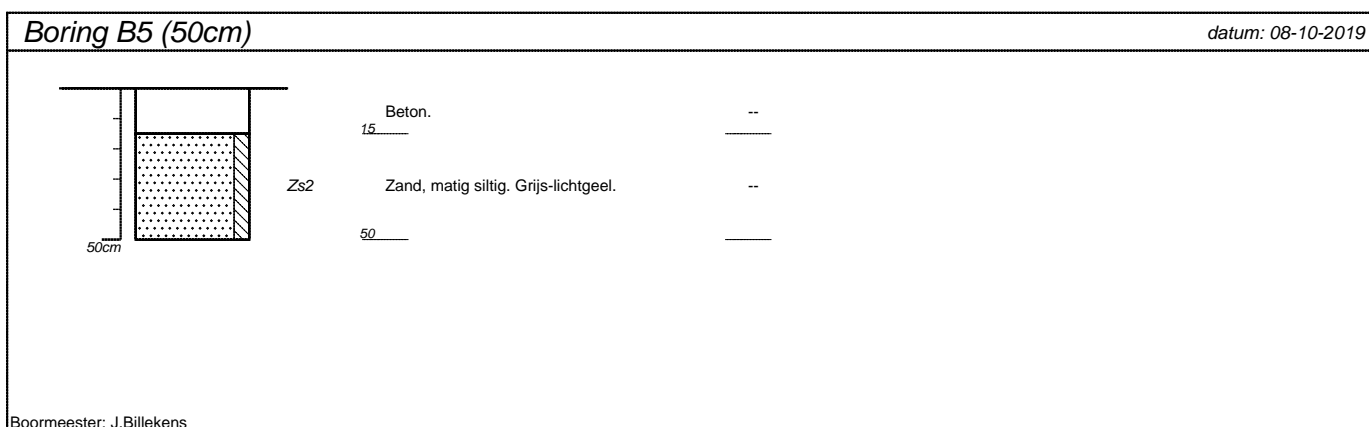 Boring B5 (50cm) datum: 08-10-2019
Beton. --
15
Zs2 Zand, matig siltig. Grijs-lichtgeel. --
50cm 50
Boormeester: J.Billekens